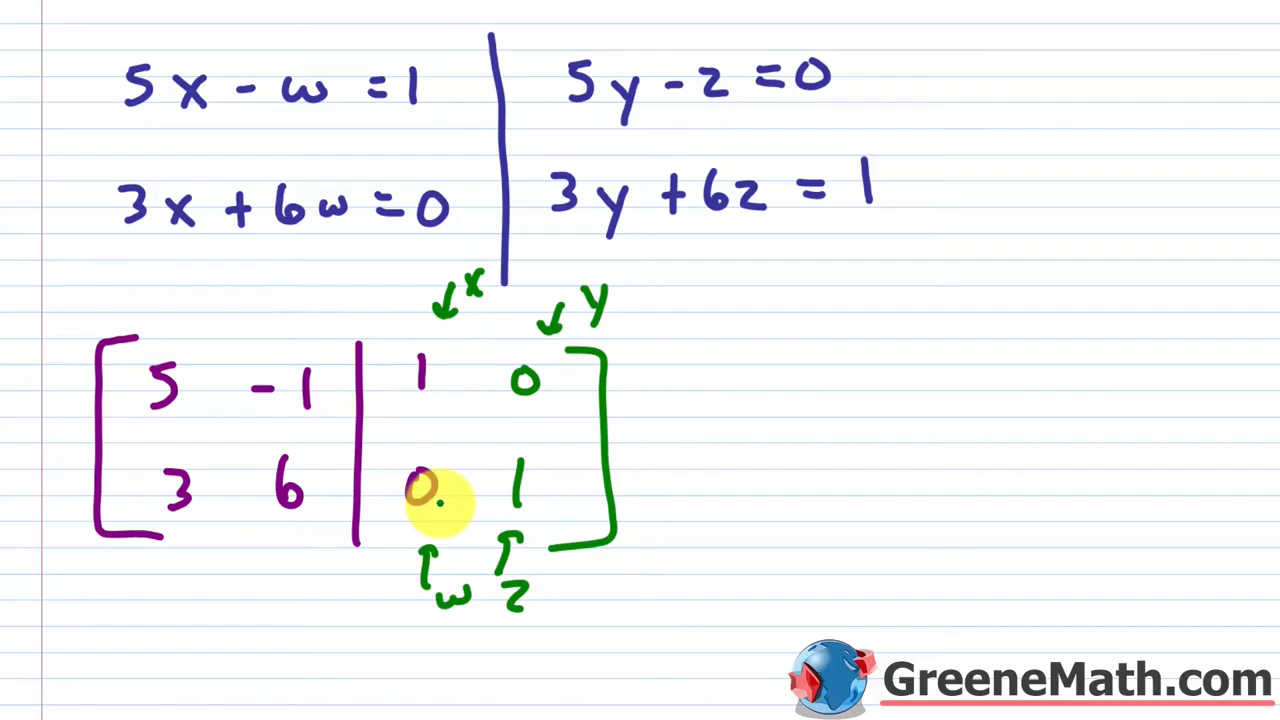 5x - w = 1
5y - z = 0
3x + 6w = 0
3y + 6z = 1
x y
5 -1 1 0
3 6 0 1
w z
GreeneMath.com